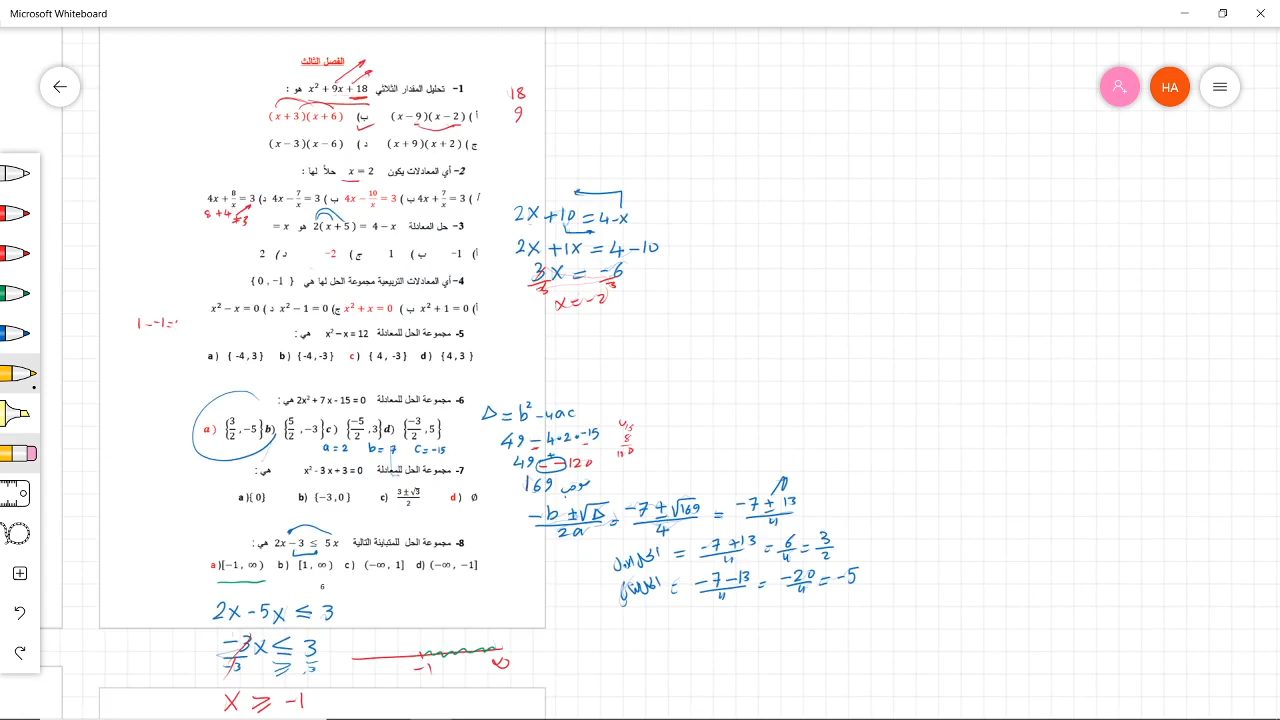 Microsoft Whiteboard
HA
الفصل الثالث
1- تحليل المقدار الثلاثي x² + 9x + 18 هو :
أ ) (x − 9)(x − 2) ب) (x + 3)(x + 6)
ج ) (x + 9)(x + 2) د ) (x − 3)(x − 6)
18
9
2- أي المعادلات يكون x = 2 حلاً لها :
أ ) 4x + 7/x = 3 ب ) 4x − 10/x = 3 ب ) 4x − 7/x = 3 د) 4x + 8/x = 3
8 + 4 ≠ 3
3- حل المعادلة 2(x + 5) = 4 − x هو x =
أ) −1 ب ) 1 ج ) −2 د ) 2
4- أي المعادلات التربيعية مجموعة الحل لها هي { 0 , −1 }
أ) x² + 1 = 0 ب ) x² + x = 0 ج) x² − 1 = 0 د ) x² − x = 0
5- مجموعة الحل للمعادلة x² – x = 12 هي :
a ) { -4 , 3 } b ) {-4 , -3 } c ) { 4 , -3 } d ) { 4 , 3 }
6- مجموعة الحل للمعادلة 2x² + 7 x - 15 = 0 هي :
a ) {3/2 , −5} b) {5/2 , −3} c ) {−5/2 , 3} d) {−3/2 , 5}
a = 2 b = 7 c = -15
7- مجموعة الحل للمعادلة x² - 3 x + 3 = 0 هي :
a ){ 0} b) {−3 , 0 } c) 3 ± √3/2 d ) ∅
8- مجموعة الحل للمتباينة التالية 2x − 3 ≤ 5x هي :
a )[−1 , ∞ ) b ) [1 , ∞ ) c ) (−∞ , 1] d) (−∞ , −1]
6
2x - 5x ≤ 3
-3x ≤ 3
-3 ≥ -3
x ≥ -1
-1 ∞
2x + 10 = 4 - x
2x + 1x = 4 - 10
3x = -6
x = -2
Δ = b² - 4ac
49 - 4·2·-15
49 - -120
169 موجب
-b ± √Δ/2a = -7 ± √169/4 = -7 ± 13/4
= -7 + 13/4 = 6/4 = 3/2
= -7 - 13/4 = -20/4 = -5